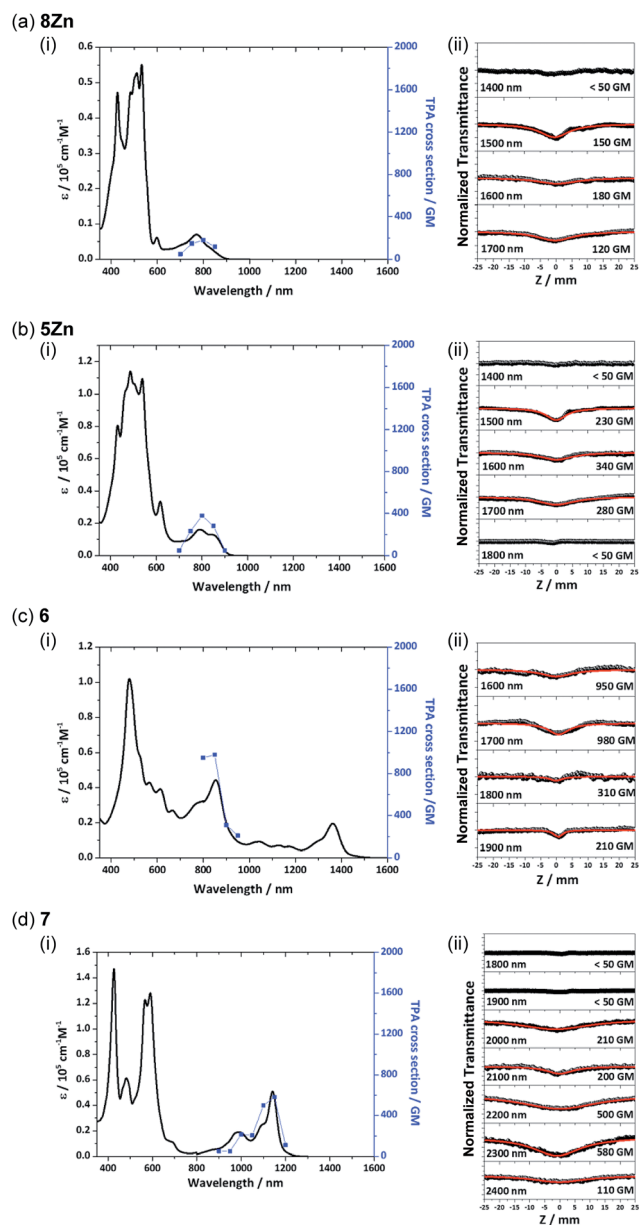 (a) 8Zn
(i)
ε / 10⁵ cm⁻¹M⁻¹
0.6
0.5
0.4
0.3
0.2
0.1
0.0
400 600 800 1000 1200 1400 1600
Wavelength / nm
2000
1600
1200
800
400
0
TPA cross section / GM
(ii)
Normalized Transmittance
1400 nm < 50 GM
1500 nm 150 GM
1600 nm 180 GM
1700 nm 120 GM
-25 -20 -15 -10 -5 0 5 10 15 20 25
Z / mm
(b) 5Zn
(i)
ε / 10⁵ cm⁻¹M⁻¹
1.2
1.0
0.8
0.6
0.4
0.2
0.0
400 600 800 1000 1200 1400 1600
Wavelength / nm
2000
1600
1200
800
400
0
TPA cross section / GM
(ii)
Normalized Transmittance
1400 nm < 50 GM
1500 nm 230 GM
1600 nm 340 GM
1700 nm 280 GM
1800 nm < 50 GM
-25 -20 -15 -10 -5 0 5 10 15 20 25
Z / mm
(c) 6
(i)
ε / 10⁵ cm⁻¹M⁻¹
1.2
1.0
0.8
0.6
0.4
0.2
0.0
400 600 800 1000 1200 1400 1600
Wavelength / nm
2000
1600
1200
800
400
0
TPA cross section /GM
(ii)
Normalized Transmittance
1600 nm 950 GM
1700 nm 980 GM
1800 nm 310 GM
1900 nm 210 GM
-25 -20 -15 -10 -5 0 5 10 15 20 25
Z / mm
(d) 7
(i)
ε / 10⁵ cm⁻¹M⁻¹
1.6
1.4
1.2
1.0
0.8
0.6
0.4
0.2
0.0
400 600 800 1000 1200 1400 1600
Wavelength / nm
2000
1600
1200
800
400
0
TPA cross section / GM
(ii)
Normalized Transmittance
1800 nm < 50 GM
1900 nm < 50 GM
2000 nm 210 GM
2100 nm 200 GM
2200 nm 500 GM
2300 nm 580 GM
2400 nm 110 GM
-25 -20 -15 -10 -5 0 5 10 15 20 25
Z / mm